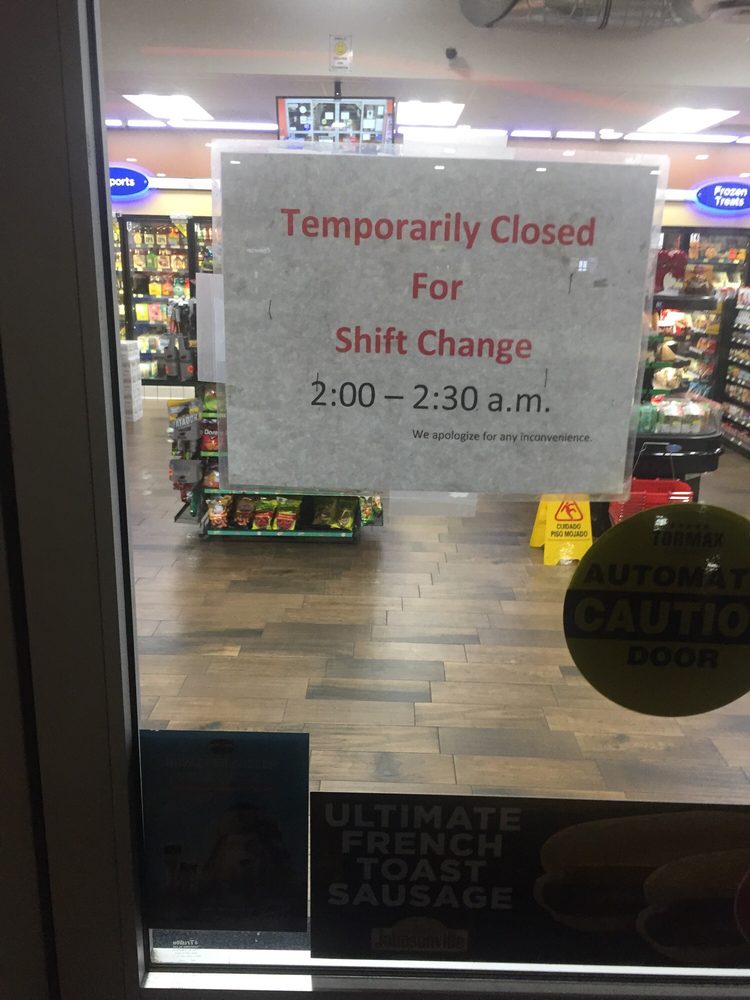 ports
Frozen
Treats
Temporarily Closed
For
Shift Change
2:00 – 2:30 a.m.
We apologize for any inconvenience.
CUIDADO
PISO MOJADO
TORMAX
AUTOMAT
CAUTIO
DOOR
ULTIMATE
FRENCH
TOAST
SAUSAGE
Johnsonville